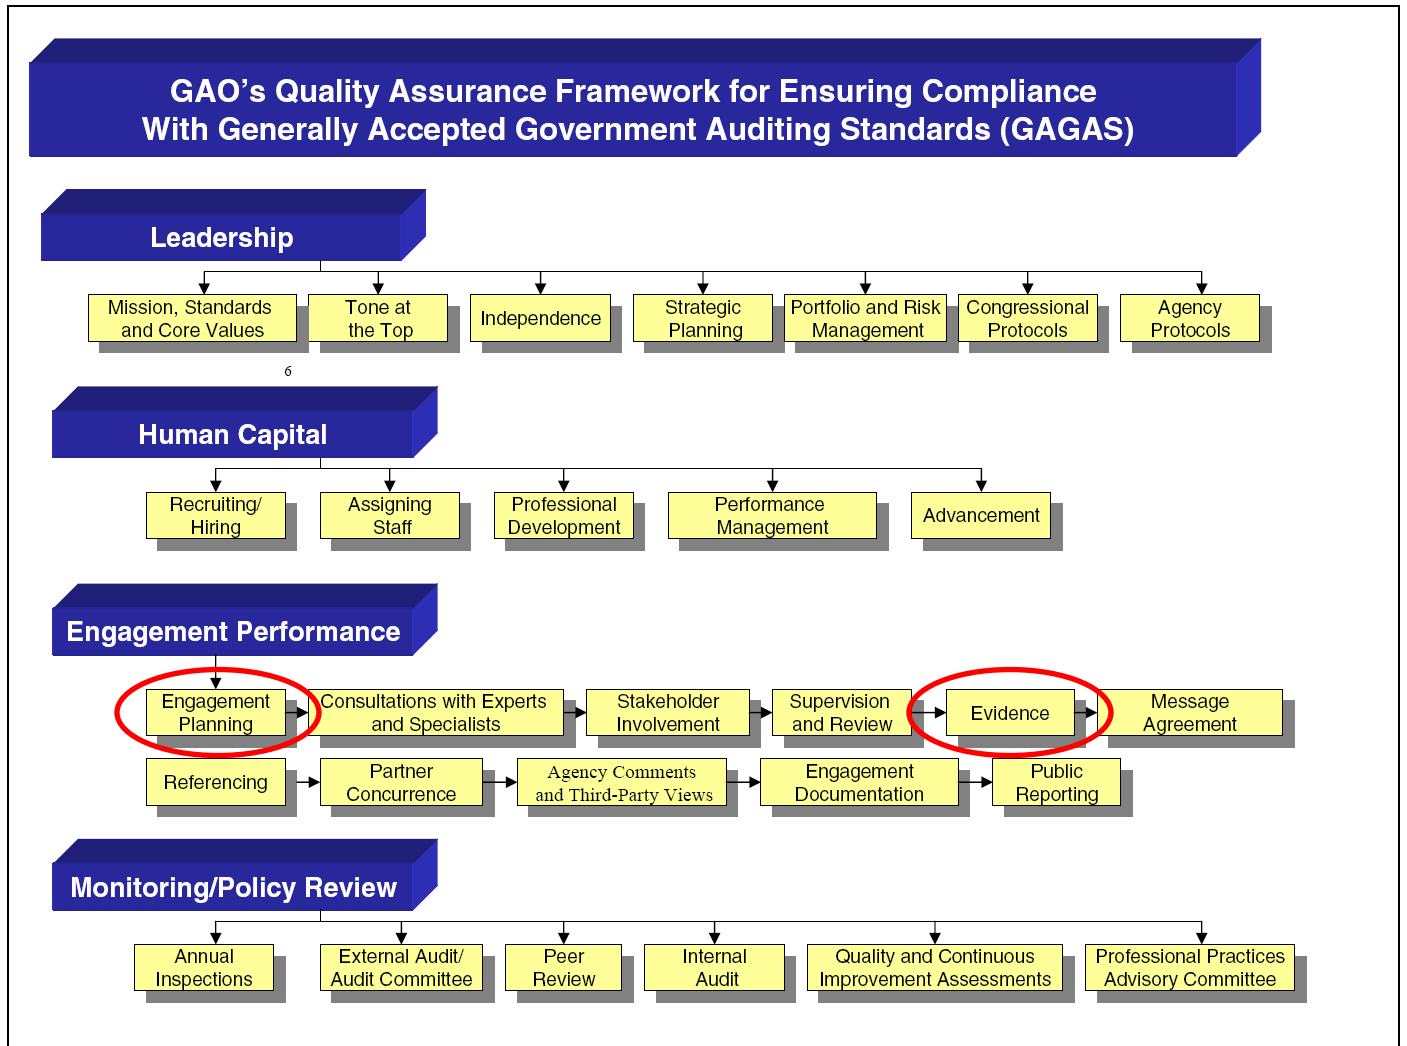 GAO’s Quality Assurance Framework for Ensuring Compliance
With Generally Accepted Government Auditing Standards (GAGAS)
Leadership
Mission, Standards
and Core Values
Tone at
the Top
Independence
Strategic
Planning
Portfolio and Risk
Management
Congressional
Protocols
Agency
Protocols
6
Human Capital
Recruiting/
Hiring
Assigning
Staff
Professional
Development
Performance
Management
Advancement
Engagement Performance
Engagement
Planning
Consultations with Experts
and Specialists
Stakeholder
Involvement
Supervision
and Review
Evidence
Message
Agreement
Referencing
Partner
Concurrence
Agency Comments
and Third-Party Views
Engagement
Documentation
Public
Reporting
Monitoring/Policy Review
Annual
Inspections
External Audit/
Audit Committee
Peer
Review
Internal
Audit
Quality and Continuous
Improvement Assessments
Professional Practices
Advisory Committee